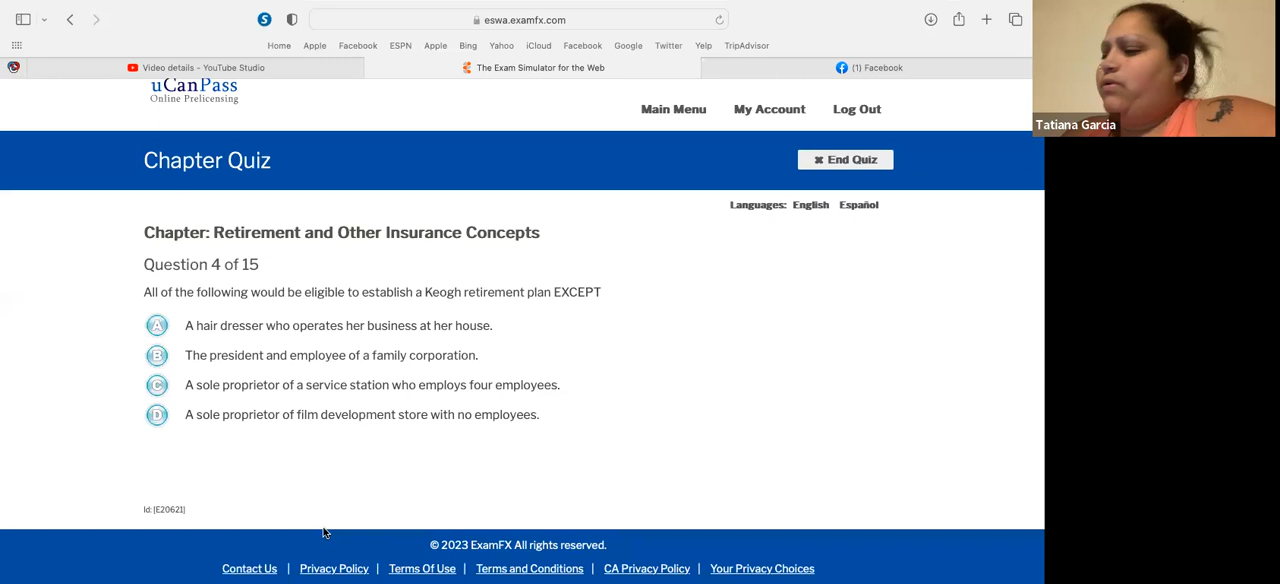 eswa.examfx.com
Home Apple Facebook ESPN Apple Bing Yahoo iCloud Facebook Google Twitter Yelp TripAdvisor
Video details - YouTube Studio The Exam Simulator for the Web (1) Facebook
Tatiana Garcia
uCanPass
Online Prelicensing
Main Menu My Account Log Out
Chapter Quiz
✖ End Quiz
Languages: English Español
Chapter: Retirement and Other Insurance Concepts
Question 4 of 15
All of the following would be eligible to establish a Keogh retirement plan EXCEPT
A A hair dresser who operates her business at her house.
B The president and employee of a family corporation.
C A sole proprietor of a service station who employs four employees.
D A sole proprietor of film development store with no employees.
Id: [E20621]
© 2023 ExamFX All rights reserved.
Contact Us | Privacy Policy | Terms Of Use | Terms and Conditions | CA Privacy Policy | Your Privacy Choices